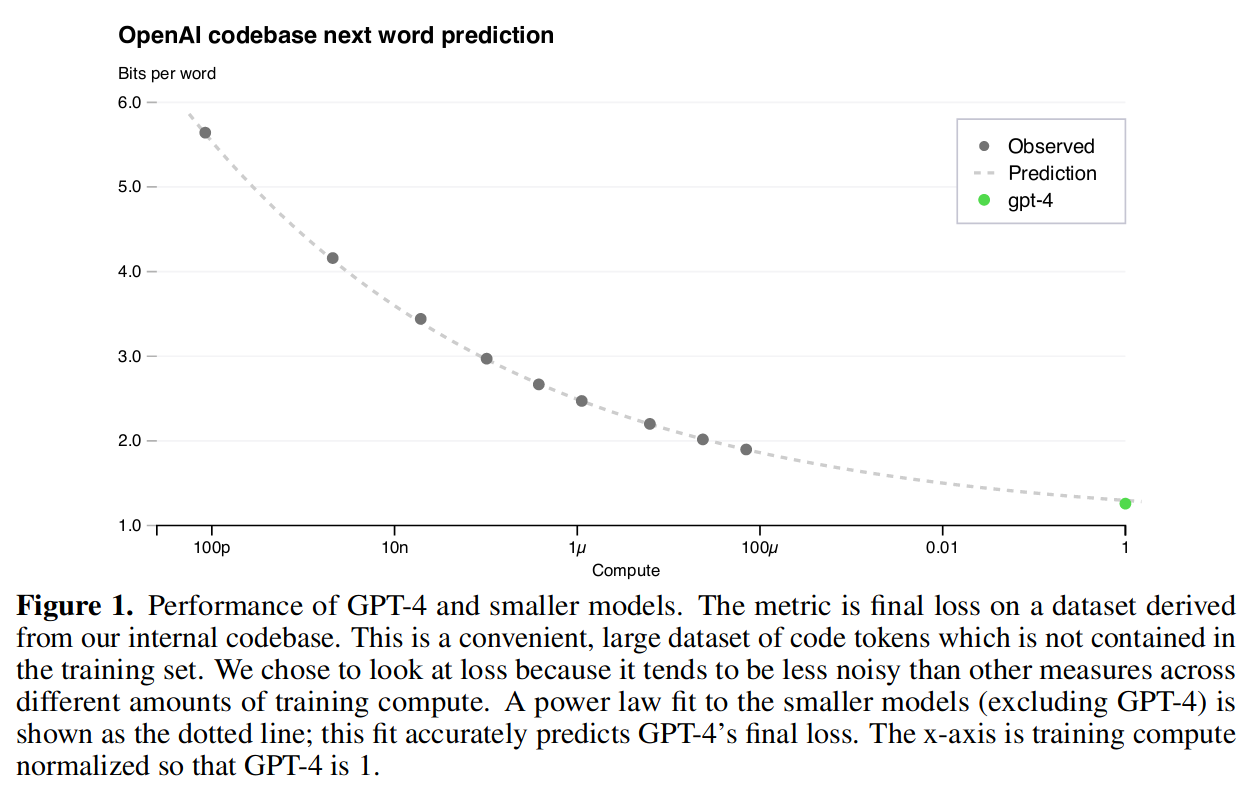 OpenAI codebase next word prediction
Bits per word
6.0
5.0
4.0
3.0
2.0
1.0
Observed
Prediction
gpt-4
100p
10n
1µ
100µ
0.01
1
Compute
Figure 1. Performance of GPT-4 and smaller models. The metric is final loss on a dataset derived
from our internal codebase. This is a convenient, large dataset of code tokens which is not contained in
the training set. We chose to look at loss because it tends to be less noisy than other measures across
different amounts of training compute. A power law fit to the smaller models (excluding GPT-4) is
shown as the dotted line; this fit accurately predicts GPT-4's final loss. The x-axis is training compute
normalized so that GPT-4 is 1.